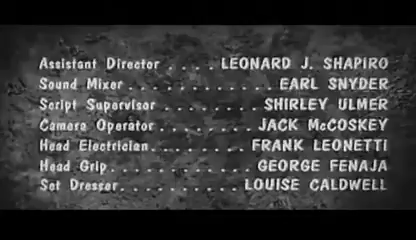 Assistant Director .... LEONARD J. SHAPIRO
Sound Mixer ............ EARL SNYDER
Script Supervisor ......... SHIRLEY ULMER
Camera Operator ......... JACK McCOSKEY
Head Electrician ......... FRANK LEONETTI
Head Grip ............. GEORGE FENAJA
Set Dresser ........... LOUISE CALDWELL